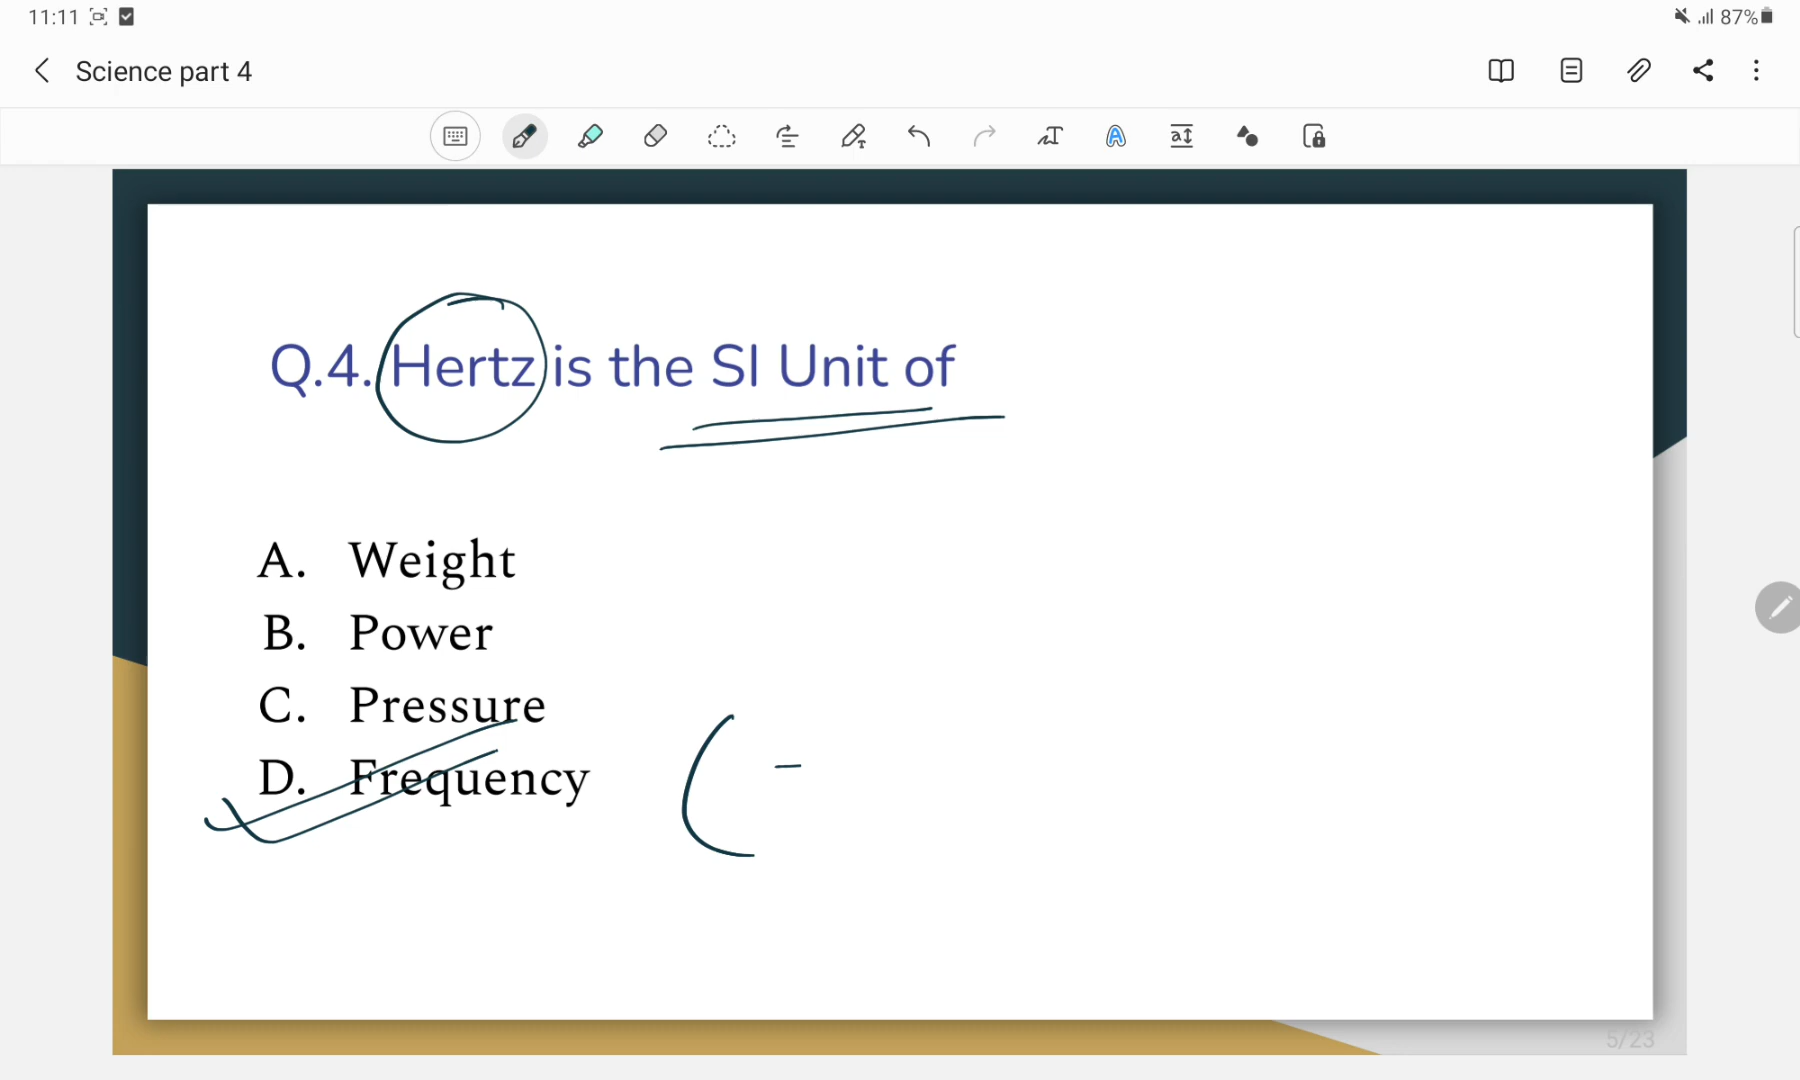 11:11
87%
Science part 4
Q.4. Hertz is the SI Unit of
A. Weight
B. Power
C. Pressure
D. Frequency
5/23